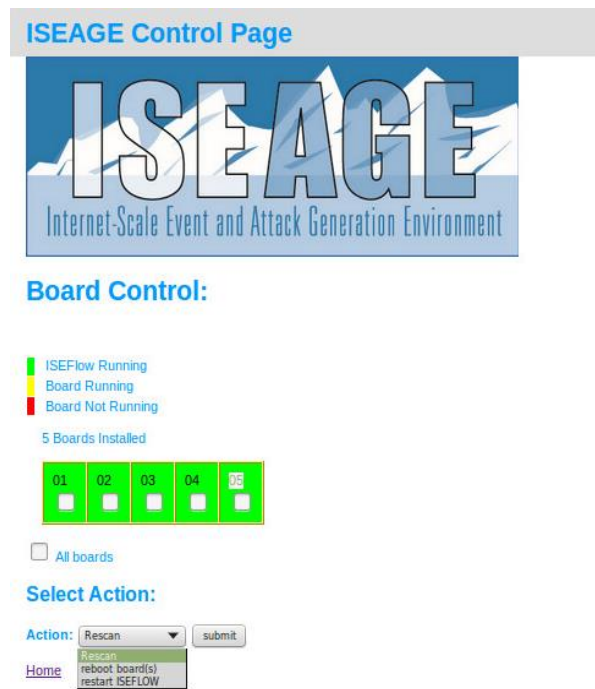 ISEAGE Control Page
ISEAGE
Internet-Scale Event and Attack Generation Environment
Board Control:
ISEFlow Running
Board Running
Board Not Running
5 Boards Installed
01 02 03 04 05
All boards
Select Action:
Action: Rescan submit
Rescan
reboot board(s)
restart ISEFLOW
Home